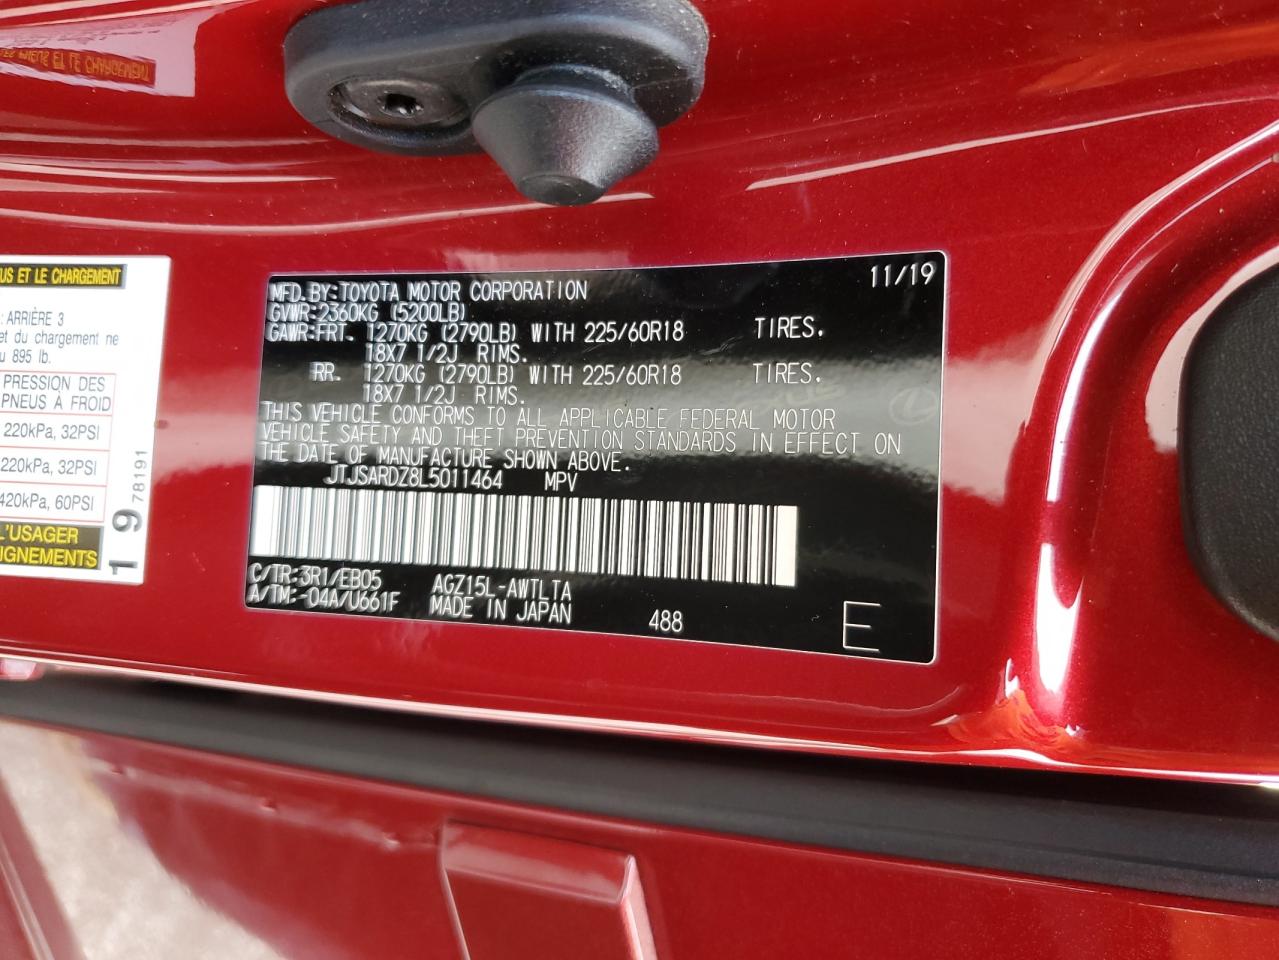 US ET LE CHARGEMENT
: ARRIÈRE 3
et du chargement ne
u 895 lb.
PRESSION DES
PNEUS À FROID
220kPa, 32PSI
220kPa, 32PSI
420kPa, 60PSI
L'USAGER
IGNEMENTS
19
78191
11/19
MFD.BY:TOYOTA MOTOR CORPORATION
GVWR:2360KG (5200LB)
GAWR:FRT. 1270KG (2790LB) WITH 225/60R18 TIRES.
18X7 1/2J RIMS.
RR. 1270KG (2790LB) WITH 225/60R18 TIRES.
18X7 1/2J RIMS.
THIS VEHICLE CONFORMS TO ALL APPLICABLE FEDERAL MOTOR
VEHICLE SAFETY AND THEFT PREVENTION STANDARDS IN EFFECT ON
THE DATE OF MANUFACTURE SHOWN ABOVE.
JTJSARDZ8L5011464 MPV
C/TR:3R1/EB05 AGZ15L-AWTLTA
A/TM:-04A/U661F MADE IN JAPAN 488
E